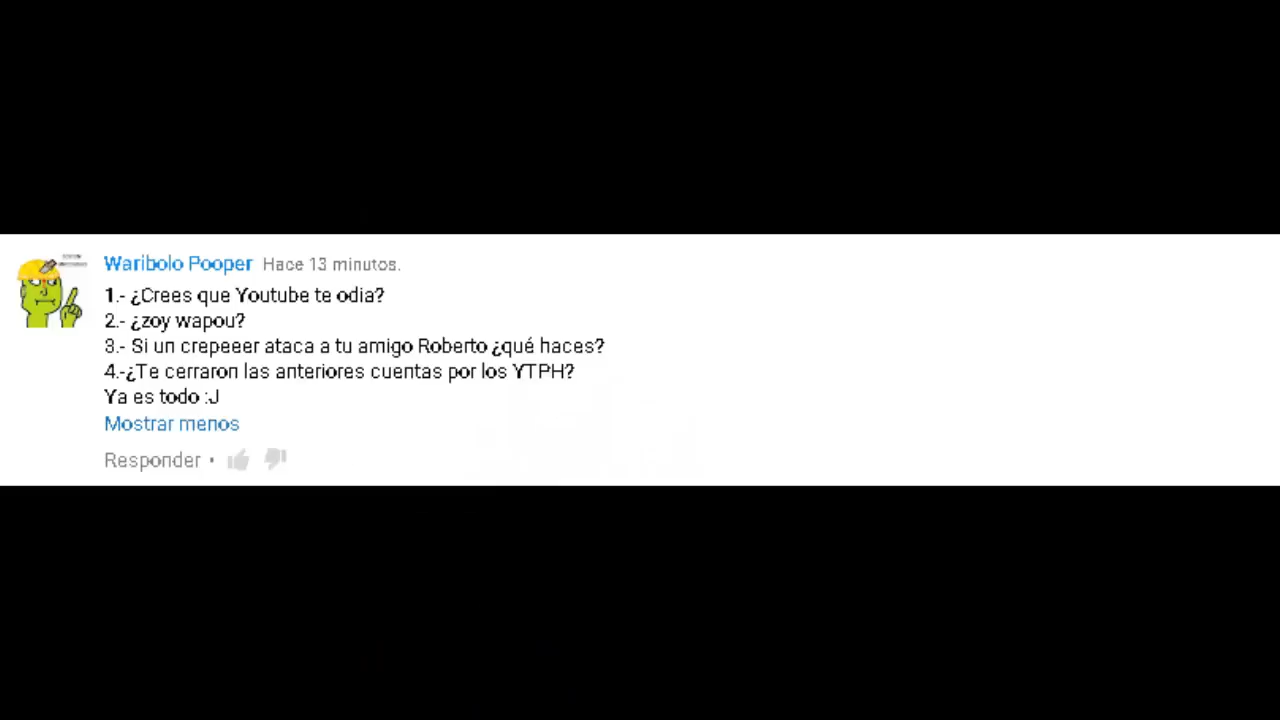 Waribolo Pooper Hace 13 minutos.
1.- ¿Crees que Youtube te odia?
2.- ¿zoy wapou?
3.- Si un crepeeer ataca a tu amigo Roberto ¿qué haces?
4.-¿Te cerraron las anteriores cuentas por los YTPH?
Ya es todo :J
Mostrar menos
Responder •